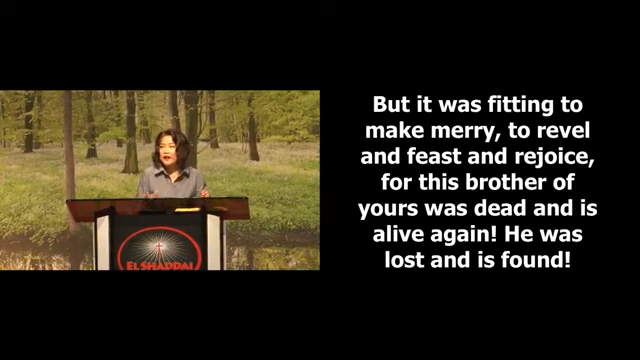 But it was fitting to
make merry, to revel
and feast and rejoice,
for this brother of
yours was dead and is
alive again! He was
lost and is found!
EL SHADDAI